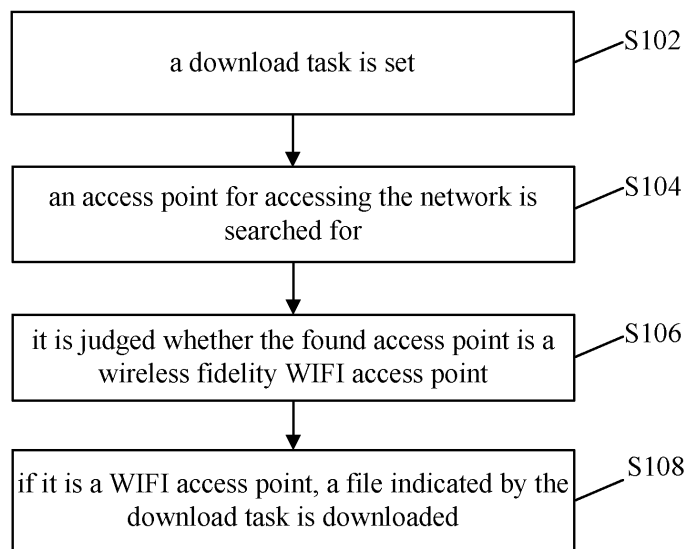 a download task is set
S102
an access point for accessing the network is
searched for
S104
it is judged whether the found access point is a
wireless fidelity WIFI access point
S106
if it is a WIFI access point, a file indicated by the
download task is downloaded
S108